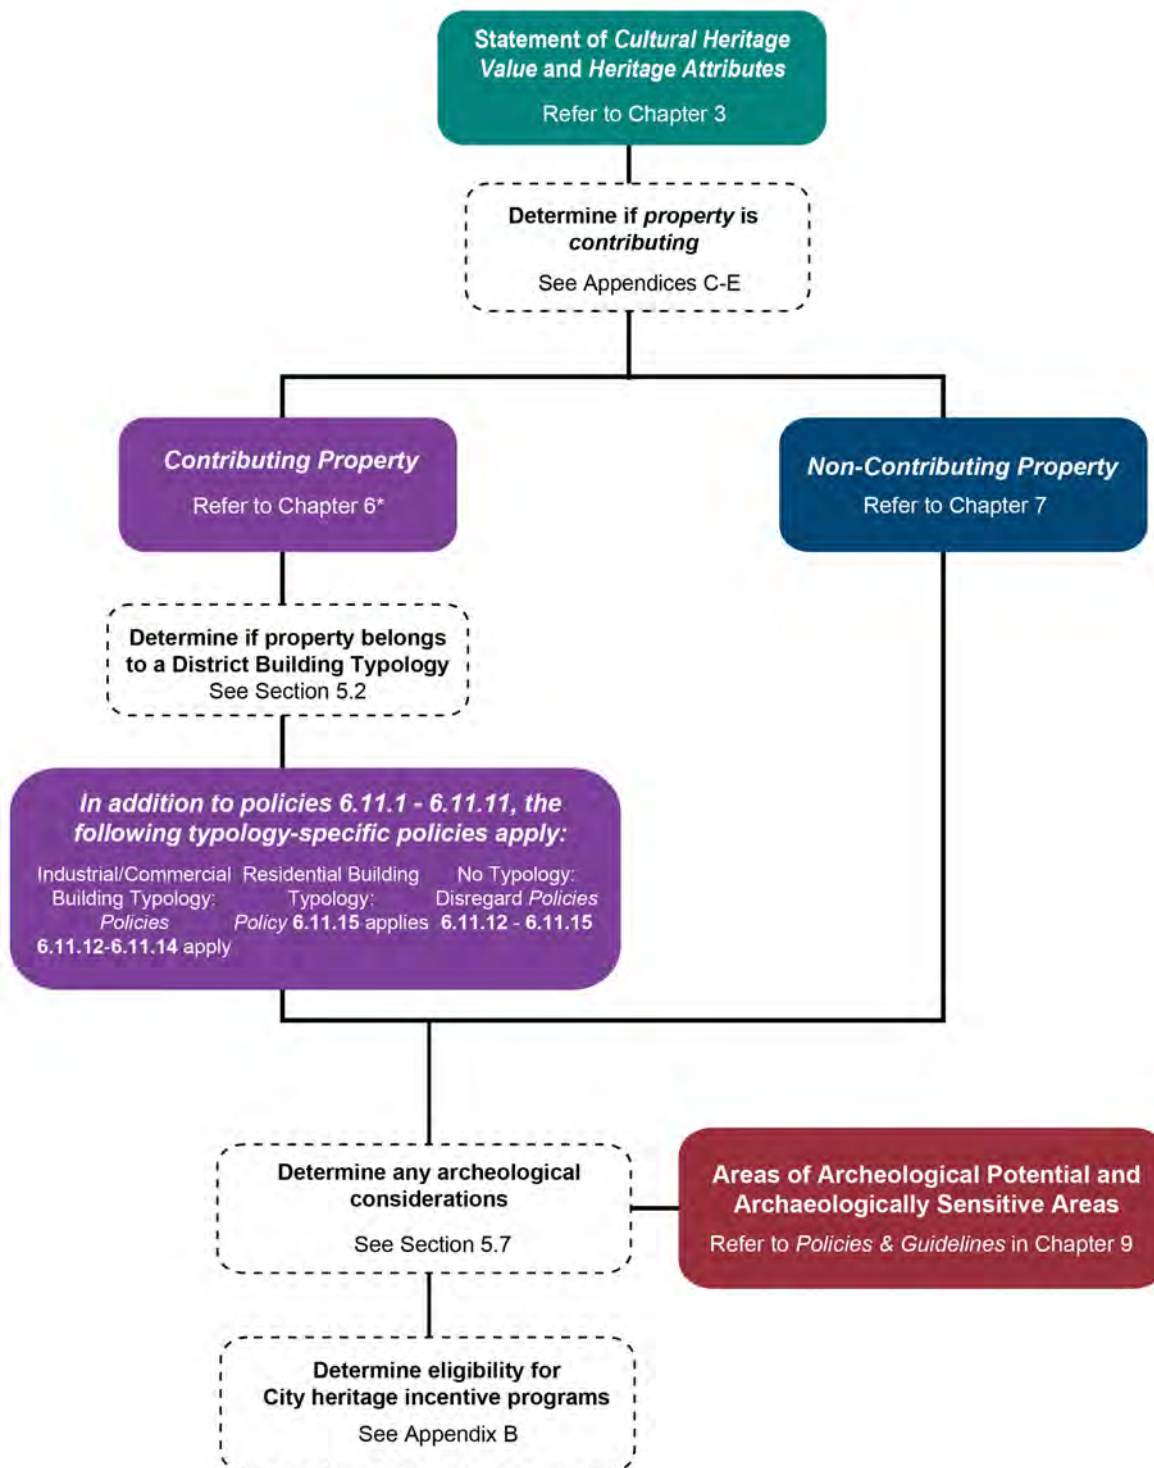 Statement of Cultural Heritage
Value and Heritage Attributes
Refer to Chapter 3
Determine if property is
contributing
See Appendices C-E
Contributing Property
Refer to Chapter 6*
Non-Contributing Property
Refer to Chapter 7
Determine if property belongs
to a District Building Typology
See Section 5.2
In addition to policies 6.11.1 - 6.11.11, the
following typology-specific policies apply:
Industrial/Commercial
Building Typology:
Policies
6.11.12-6.11.14 apply
Residential Building
Typology:
Policy 6.11.15 applies
No Typology:
Disregard Policies
6.11.12 - 6.11.15
Determine any archeological
considerations
See Section 5.7
Areas of Archeological Potential and
Archaeologically Sensitive Areas
Refer to Policies & Guidelines in Chapter 9
Determine eligibility for
City heritage incentive programs
See Appendix B